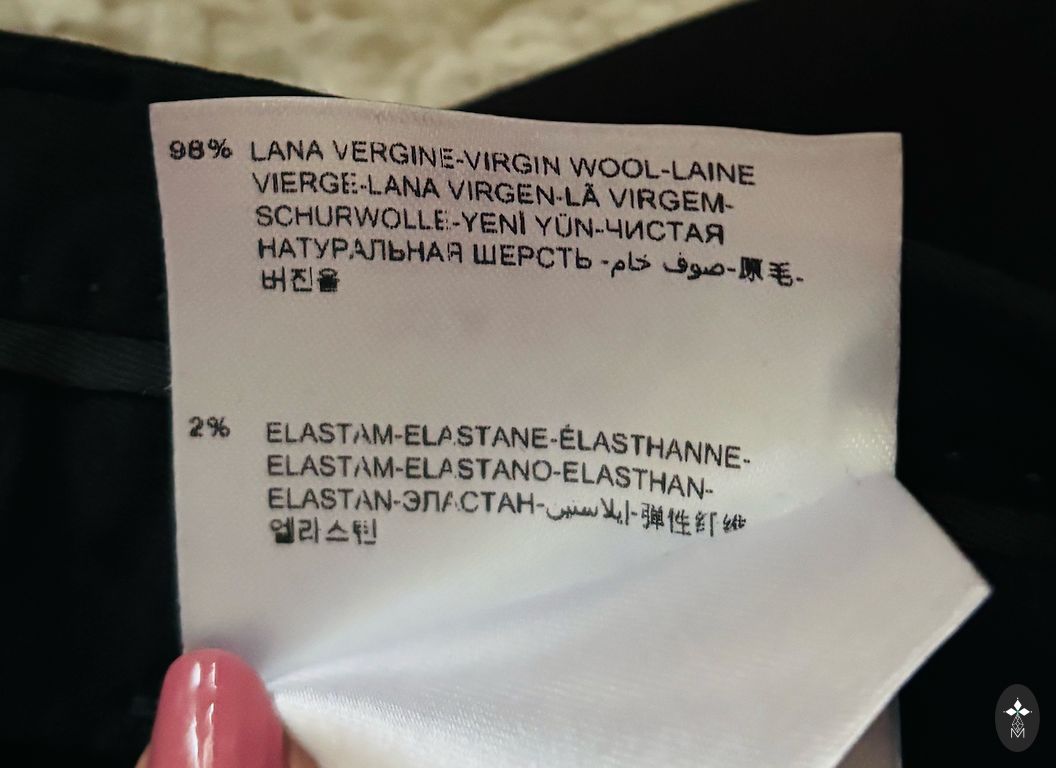 98% LANA VERGINE-VIRGIN WOOL-LAINE
VIERGE-LANA VIRGEN-LÃ VIRGEM-
SCHURWOLLE-YENİ YÜN-ЧИСТАЯ
НАТУРАЛЬНАЯ ШЕРСТЬ -صوف خام-原毛-
버진울
2% ELASTAM-ELASTANE-ÉLASTHANNE-
ELASTAM-ELASTANO-ELASTHAN-
ELASTAN-ЭЛАСТАН-ايلاستين-弹性纤维
엘라스틴
M